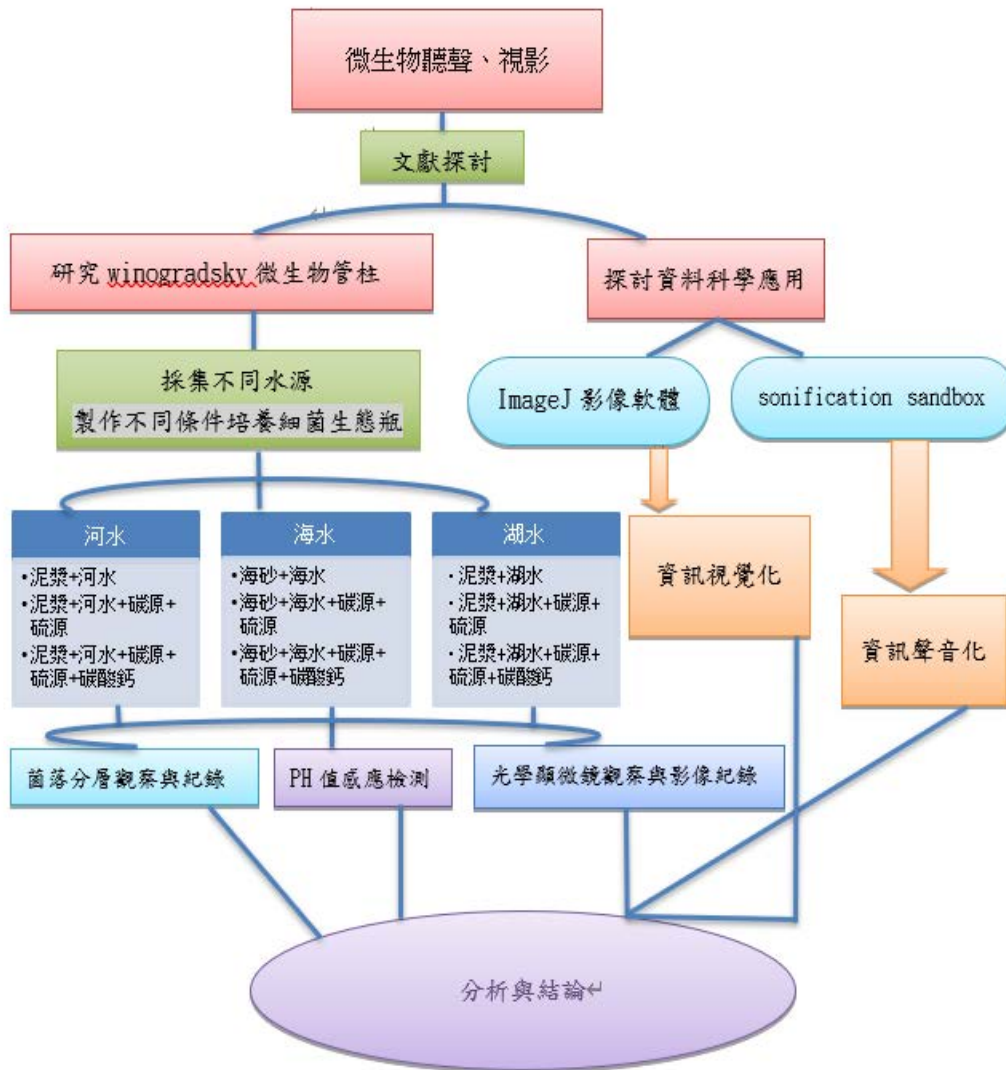 微生物聽聲、視影
文獻探討
研究 winogradsky 微生物管柱
探討資料科學應用
採集不同水源
製作不同條件培養細菌生態瓶
ImageJ 影像軟體
sonification sandbox
河水
•泥漿+河水
•泥漿+河水+碳源+
硫源
•泥漿+河水+碳源+
硫源+碳酸鈣
海水
•海砂+海水
•海砂+海水+碳源+
硫源
•海砂+海水+碳源+
硫源+碳酸鈣
湖水
•泥漿+湖水
•泥漿+湖水+碳源+
硫源
•泥漿+湖水+碳源+
硫源+碳酸鈣
資訊視覺化
資訊聲音化
菌落分層觀察與紀錄
PH 值感應檢測
光學顯微鏡觀察與影像紀錄
分析與結論↵